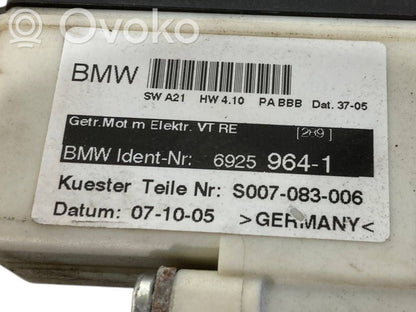 OVOKO
BMW
SW A21 HW 4.10 PA BBB Dat. 37-05
Getr.Mot m Elektr. VT RE [289]
BMW Ident-Nr: 6925 964-1
Kuester Teile Nr: S007-083-006
Datum: 07-10-05 >GERMANY<